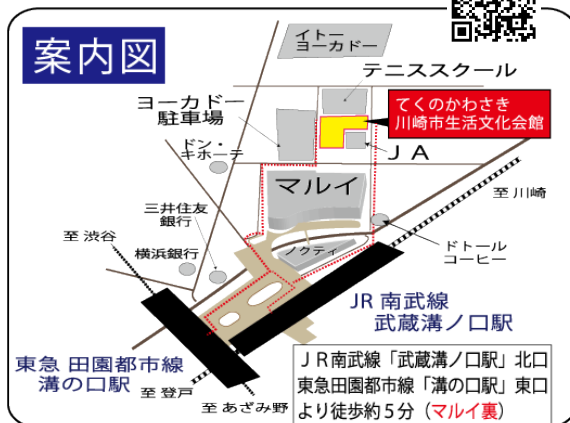 案内図
イトー
ヨーカドー
テニススクール
てくのかわさき
川崎市生活文化会館
ヨーカドー
駐車場
ドン・
キホーテ
ＪＡ
マルイ
至 川崎
三井住友
銀行
至 渋谷
横浜銀行
ノクティ
ドトール
コーヒー
JR 南武線
武蔵溝ノ口駅
東急 田園都市線
溝の口駅
至 登戸
至 あざみ野
ＪＲ南武線「武蔵溝ノ口駅」北口
東急田園都市線「溝の口駅」東口
より徒歩約５分（マルイ裏）